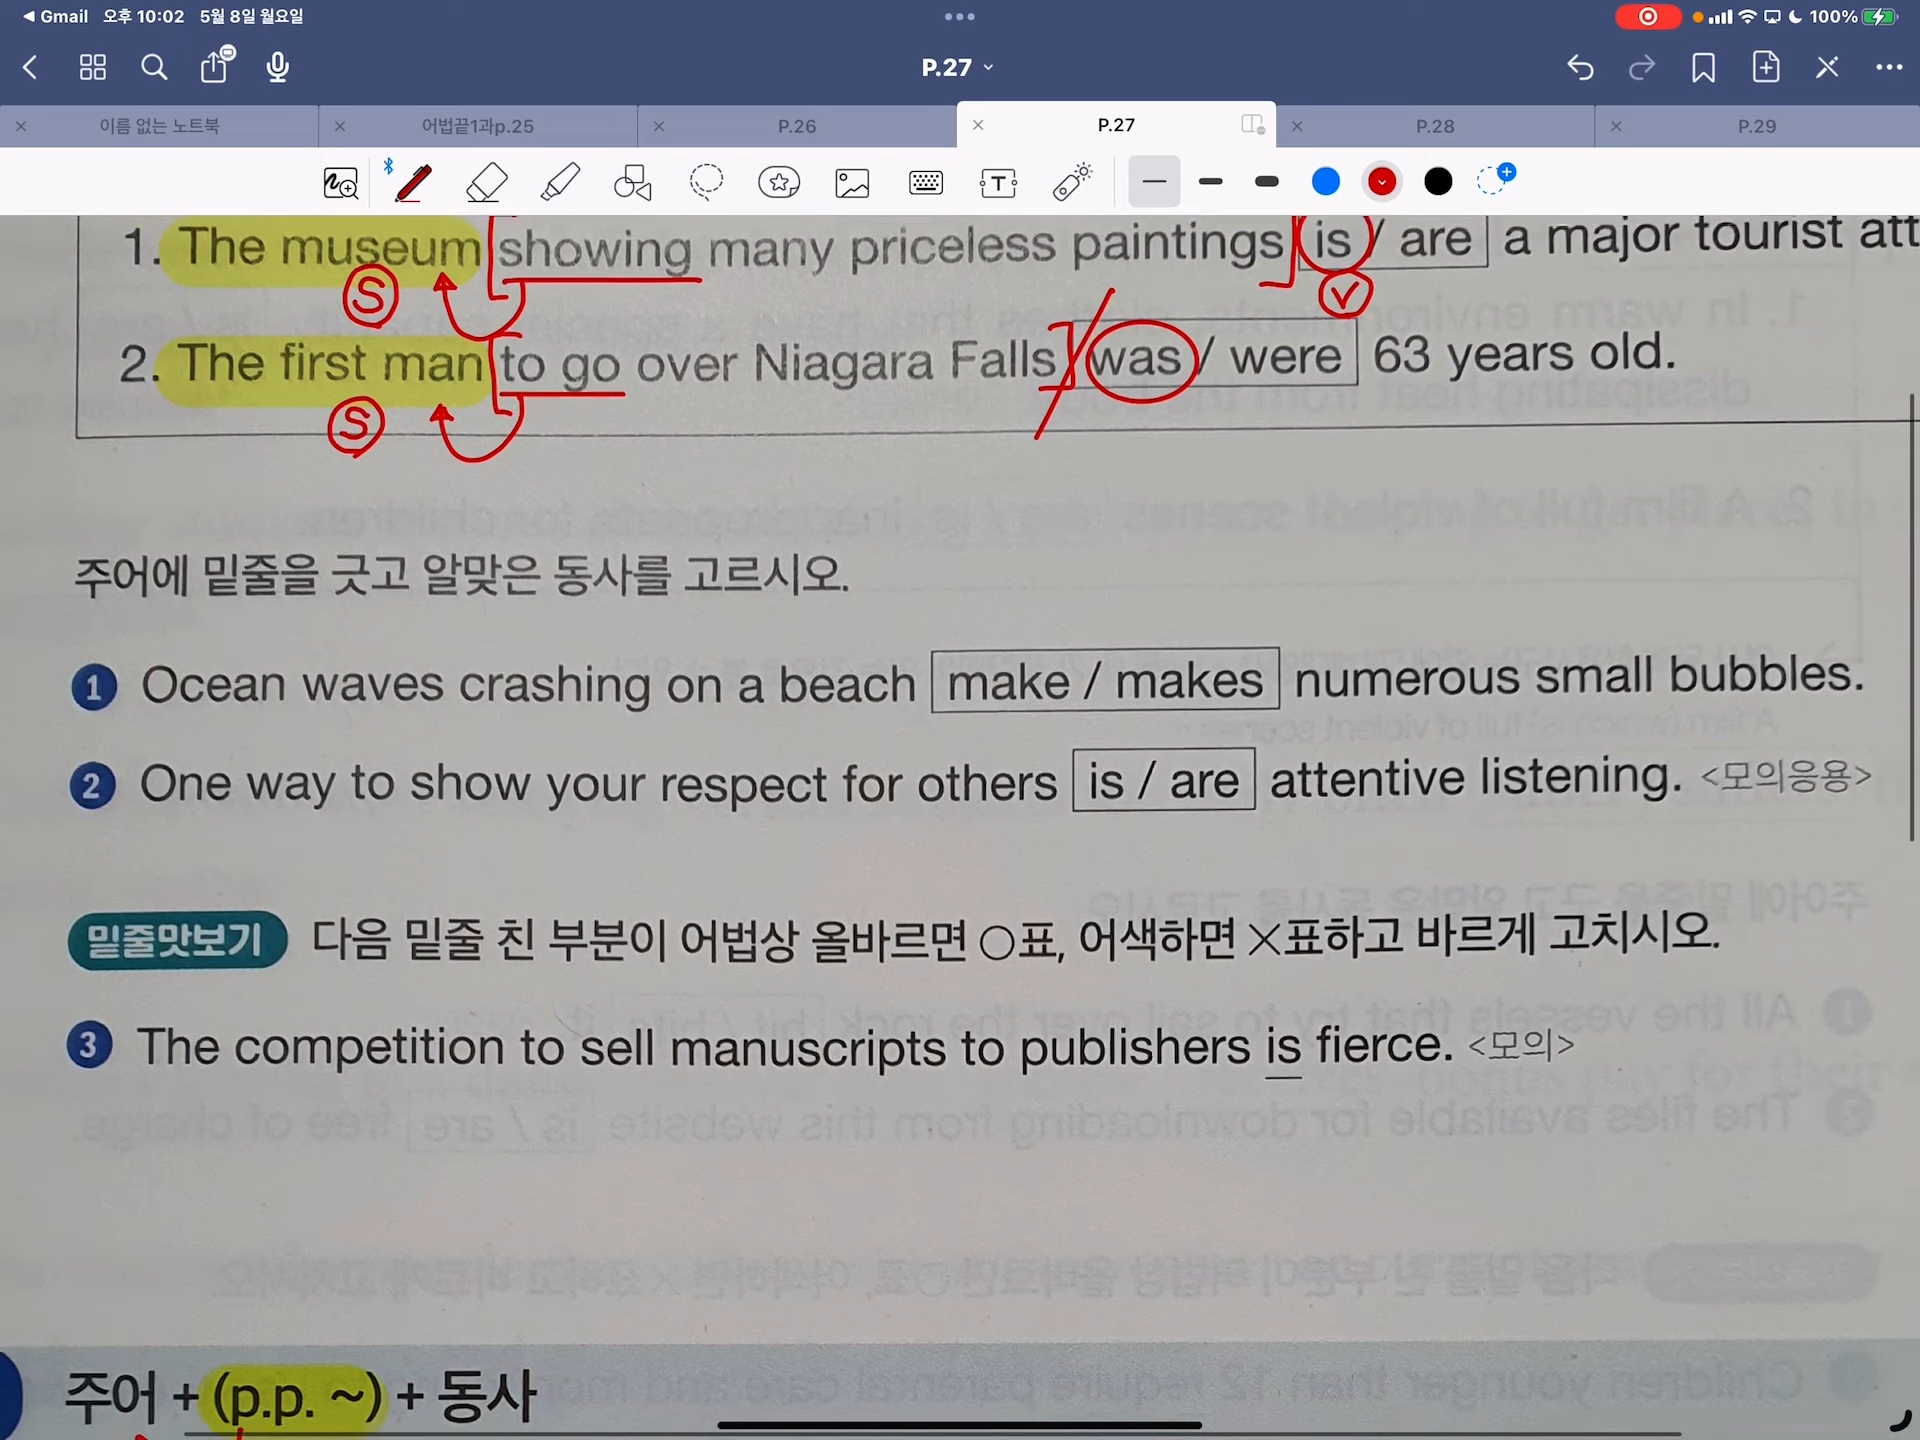 ◀ Gmail 오후 10:02 5월 8일 월요일
100%
P.27
이름 없는 노트북
어법끝1과p.25
P.26
P.27
P.28
P.29
1. The museum showing many priceless paintings is / are a major tourist att
S
V
2. The first man to go over Niagara Falls was / were 63 years old.
S
주어에 밑줄을 긋고 알맞은 동사를 고르시오.
1 Ocean waves crashing on a beach make / makes numerous small bubbles.
2 One way to show your respect for others is / are attentive listening. <모의응용>
밑줄맛보기 다음 밑줄 친 부분이 어법상 올바르면 ○표, 어색하면 ×표하고 바르게 고치시오.
3 The competition to sell manuscripts to publishers is fierce. <모의>
주어 + (p.p. ~) + 동사